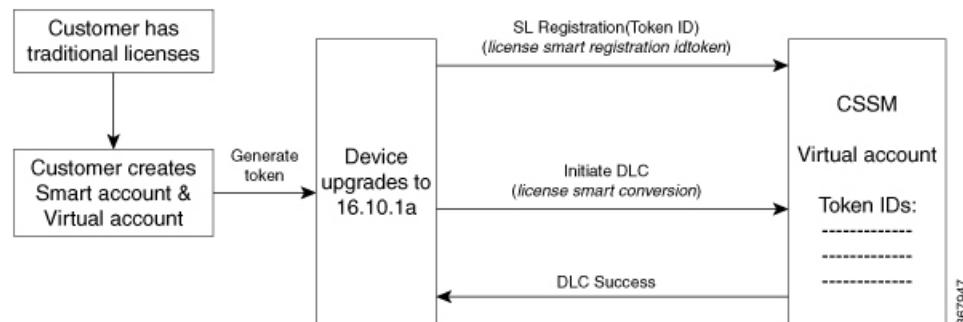 Customer has
traditional licenses
Customer creates
Smart account &
Virtual account
Generate
token
Device
upgrades to
16.10.1a
SL Registration(Token ID)
(license smart registration idtoken)
Initiate DLC
(license smart conversion)
DLC Success
CSSM
Virtual account
Token IDs:
-------------
-------------
-------------
367947